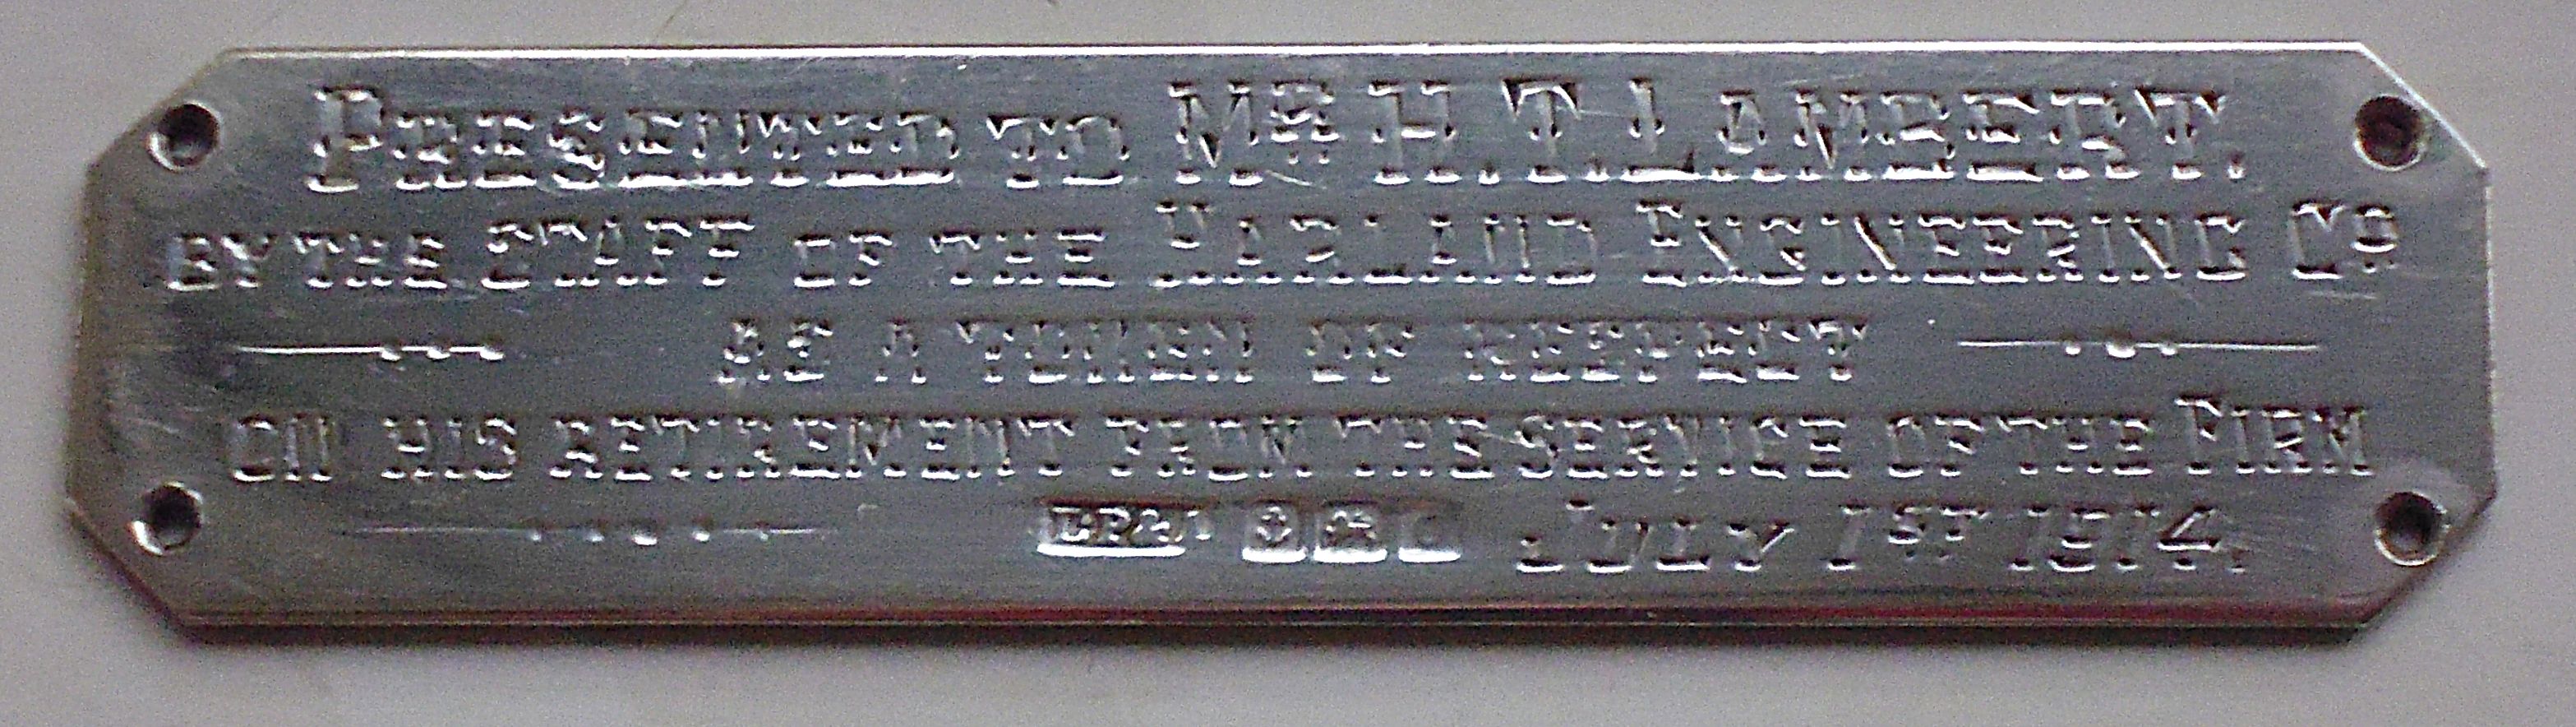 PRESENTED TO MR H.T. LAMBERT.
BY THE STAFF OF THE HARLAND ENGINEERING CO
AS A TOKEN OF RESPECT
ON HIS RETIREMENT FROM THE SERVICE OF THE FIRM
JULY 1ST 1914.